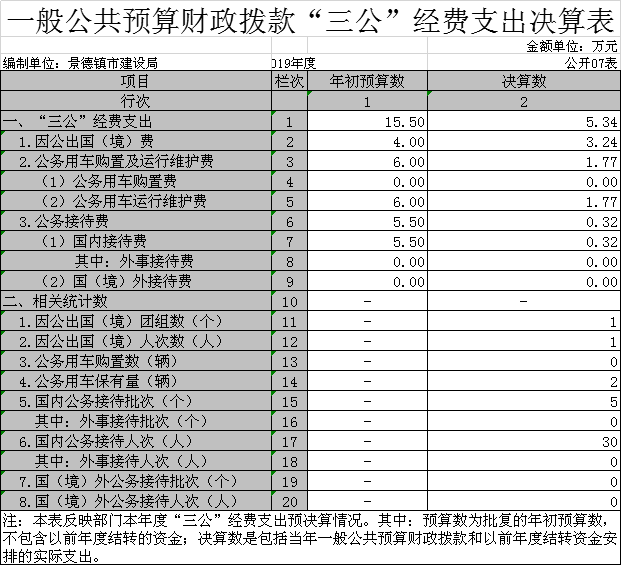 一般公共预算财政拨款“三公”经费支出决算表
金额单位：万元
编制单位：景德镇市建设局 019年度 公开07表
项目 栏次 年初预算数 决算数
行次 1 2
一、“三公”经费支出 1 15.50 5.34
1.因公出国（境）费 2 4.00 3.24
2.公务用车购置及运行维护费 3 6.00 1.77
（1）公务用车购置费 4 0.00 0.00
（2）公务用车运行维护费 5 6.00 1.77
3.公务接待费 6 5.50 0.32
（1）国内接待费 7 5.50 0.32
其中：外事接待费 8 0.00 0.00
（2）国（境）外接待费 9 0.00 0.00
二、相关统计数 10 － －
1.因公出国（境）团组数（个） 11 － 1
2.因公出国（境）人次数（人） 12 － 1
3.公务用车购置数（辆） 13 － 0
4.公务用车保有量（辆） 14 － 2
5.国内公务接待批次（个） 15 － 5
其中：外事接待批次（个） 16 － 0
6.国内公务接待人次（人） 17 － 30
其中：外事接待人次（人） 18 － 0
7.国（境）外公务接待批次（个） 19 － 0
8.国（境）外公务接待人次（人） 20 － 0
注：本表反映部门本年度“三公”经费支出预决算情况。其中：预算数为批复的年初预算数，
不包含以前年度结转的资金；决算数是包括当年一般公共预算财政拨款和以前年度结转资金安
排的实际支出。